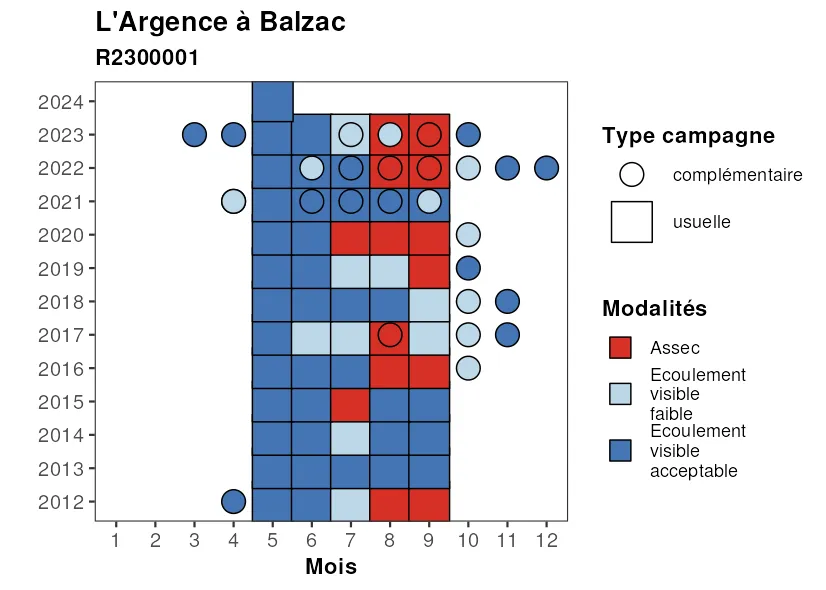 L'Argence à Balzac
R2300001
2024
2023
2022
2021
2020
2019
2018
2017
2016
2015
2014
2013
2012
1 2 3 4 5 6 7 8 9 10 11 12
Mois
Type campagne
complémentaire
usuelle
Modalités
Assec
Ecoulement
visible
faible
Ecoulement
visible
acceptable